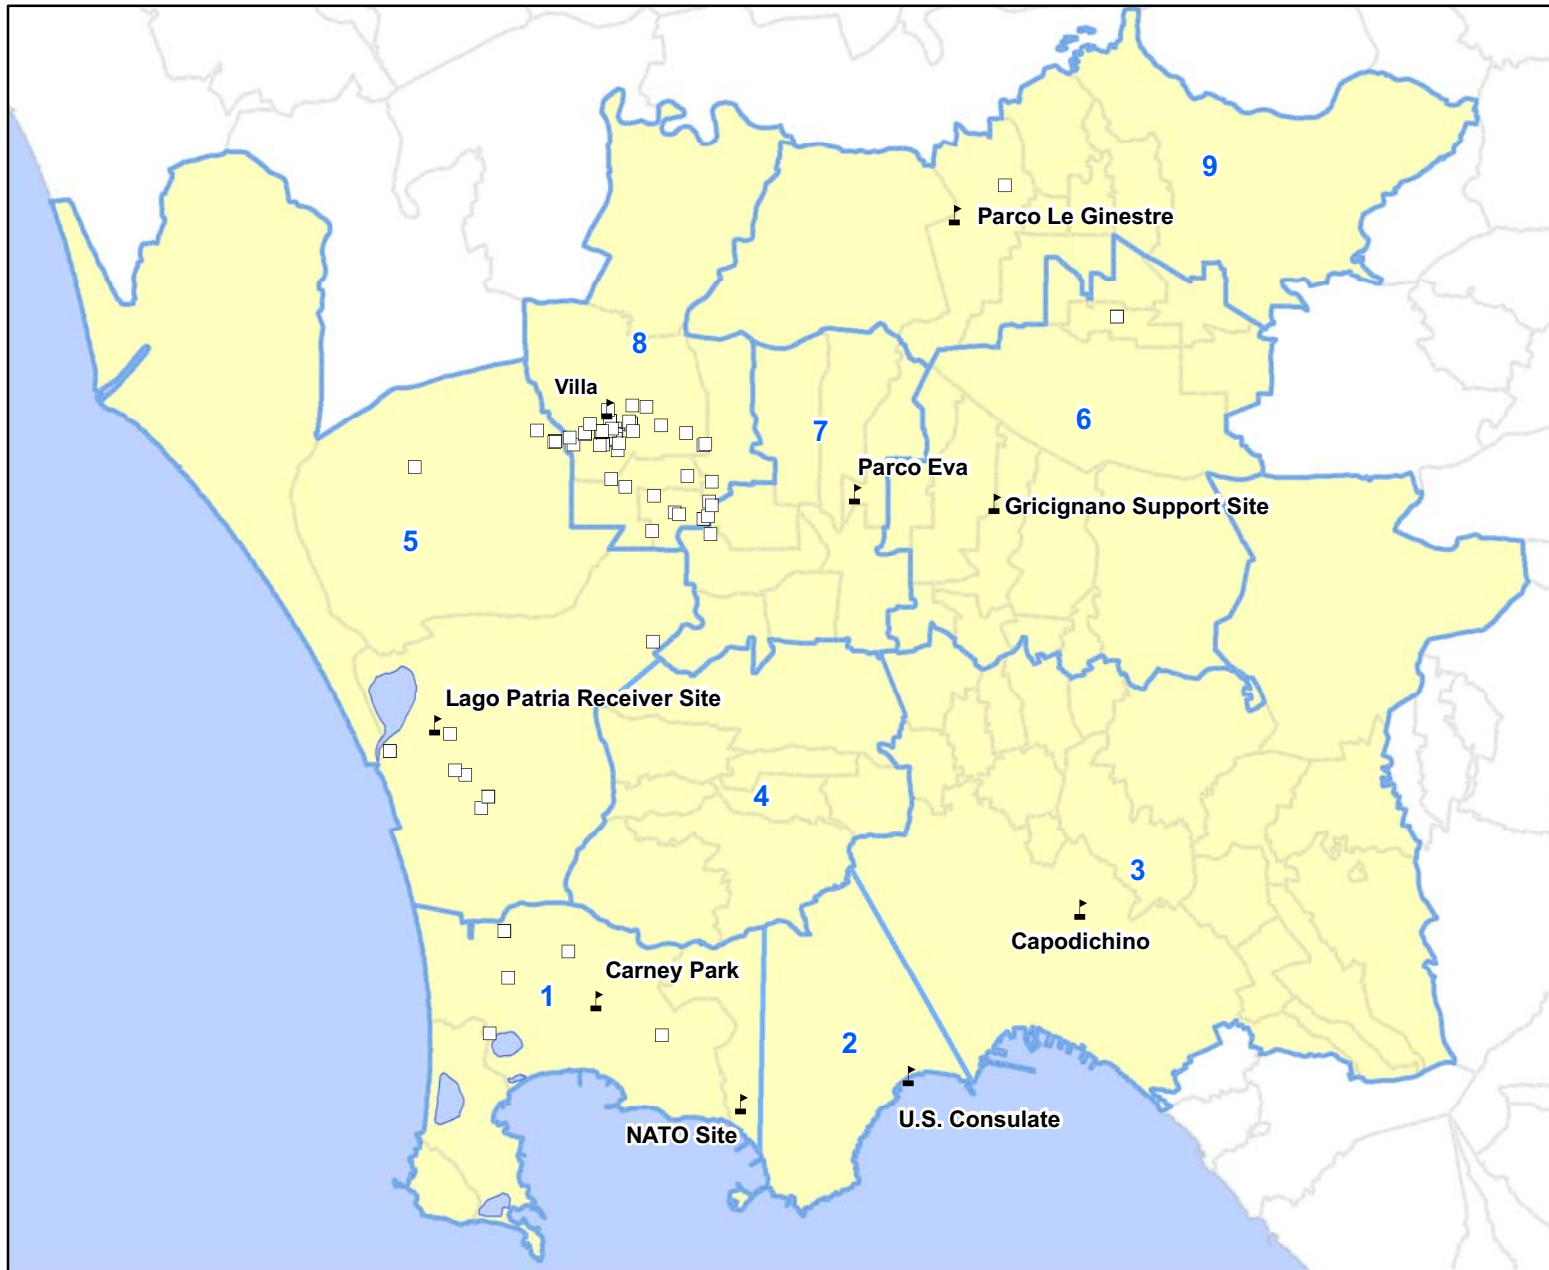 9
Parco Le Ginestre
8
Villa
6
7
Parco Eva
Gricignano Support Site
5
Lago Patria Receiver Site
4
3
Capodichino
Carney Park
1
2
U.S. Consulate
NATO Site